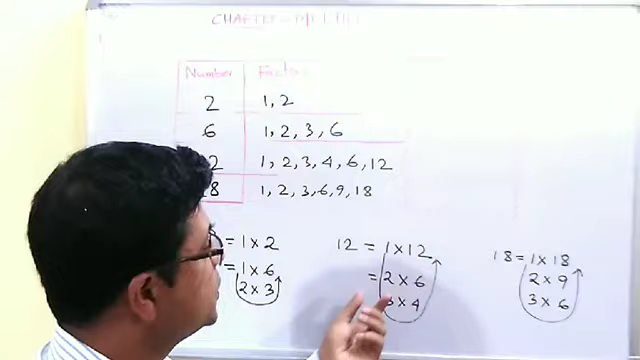 CHAPTER
Number Factors
2 1, 2
6 1, 2, 3, 6
2 1, 2, 3, 4, 6, 12
8 1, 2, 3, 6, 9, 18
= 1 × 2
= 1 × 6
2 × 3
12 = 1 × 12
= 2 × 6
3 × 4
18 = 1 × 18
2 × 9
3 × 6